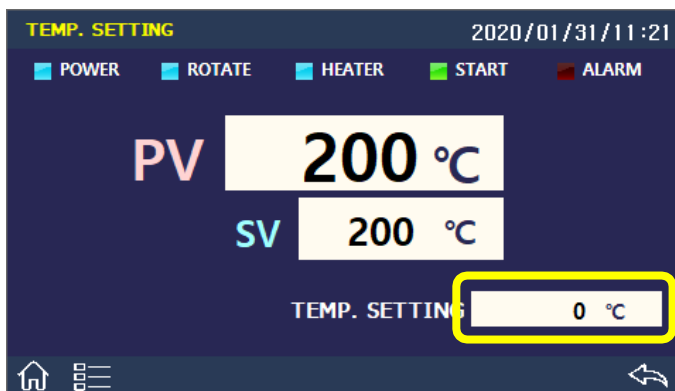 TEMP. SETTING 2020/01/31/11:21
POWER ROTATE HEATER START ALARM
PV 200 ℃
SV 200 ℃
TEMP. SETTING 0 ℃